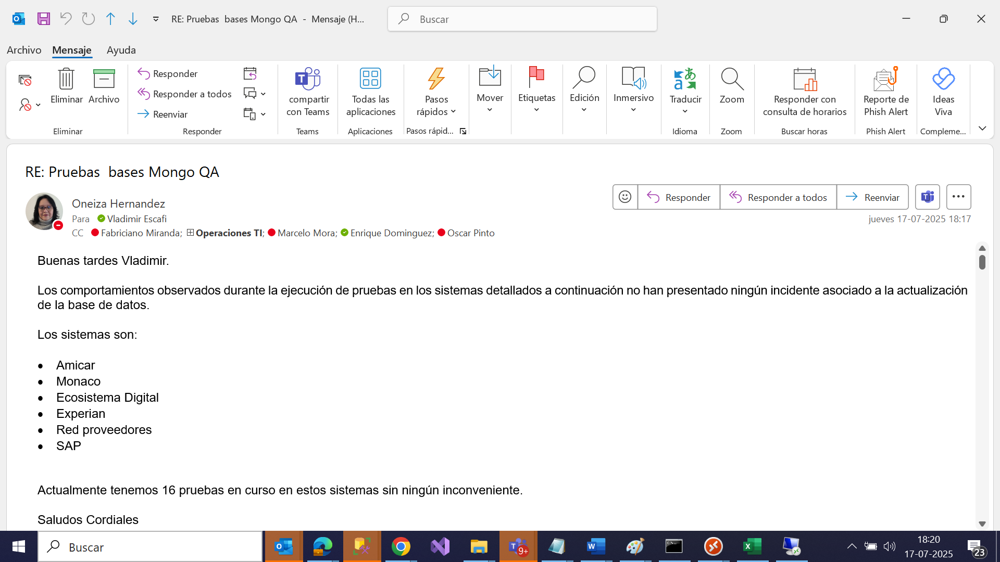 RE: Pruebas  bases Mongo QA  -  Mensaje (H...
Buscar
Archivo
Mensaje
Ayuda
Eliminar
Archivo
Eliminar
Responder
Responder a todos
Reenviar
Responder
compartir
con Teams
Teams
Todas las
aplicaciones
Aplicaciones
Pasos
rápidos
Pasos rápid...
Mover
Etiquetas
Edición
Inmersivo
Traducir
Idioma
Zoom
Zoom
Responder con
consulta de horarios
Buscar horas
Reporte de
Phish Alert
Phish Alert
Ideas
Viva
Ompleme...
RE: Pruebas  bases Mongo QA
Oneiza Hernandez
Para Vladimir Escafi
CC Fabriciano Miranda; Operaciones TI; Marcelo Mora; Enrique Dominguez; Oscar Pinto
Responder
Responder a todos
Reenviar
jueves 17-07-2025 18:17
Buenas tardes Vladimir.
Los comportamientos observados durante la ejecución de pruebas en los sistemas detallados a continuación no han presentado ningún incidente asociado a la actualización
de la base de datos.
Los sistemas son:
• Amicar
• Monaco
• Ecosistema Digital
• Experian
• Red proveedores
• SAP
Actualmente tenemos 16 pruebas en curso en estos sistemas sin ningún inconveniente.
Saludos Cordiales
Buscar
9+
18:20
17-07-2025
23